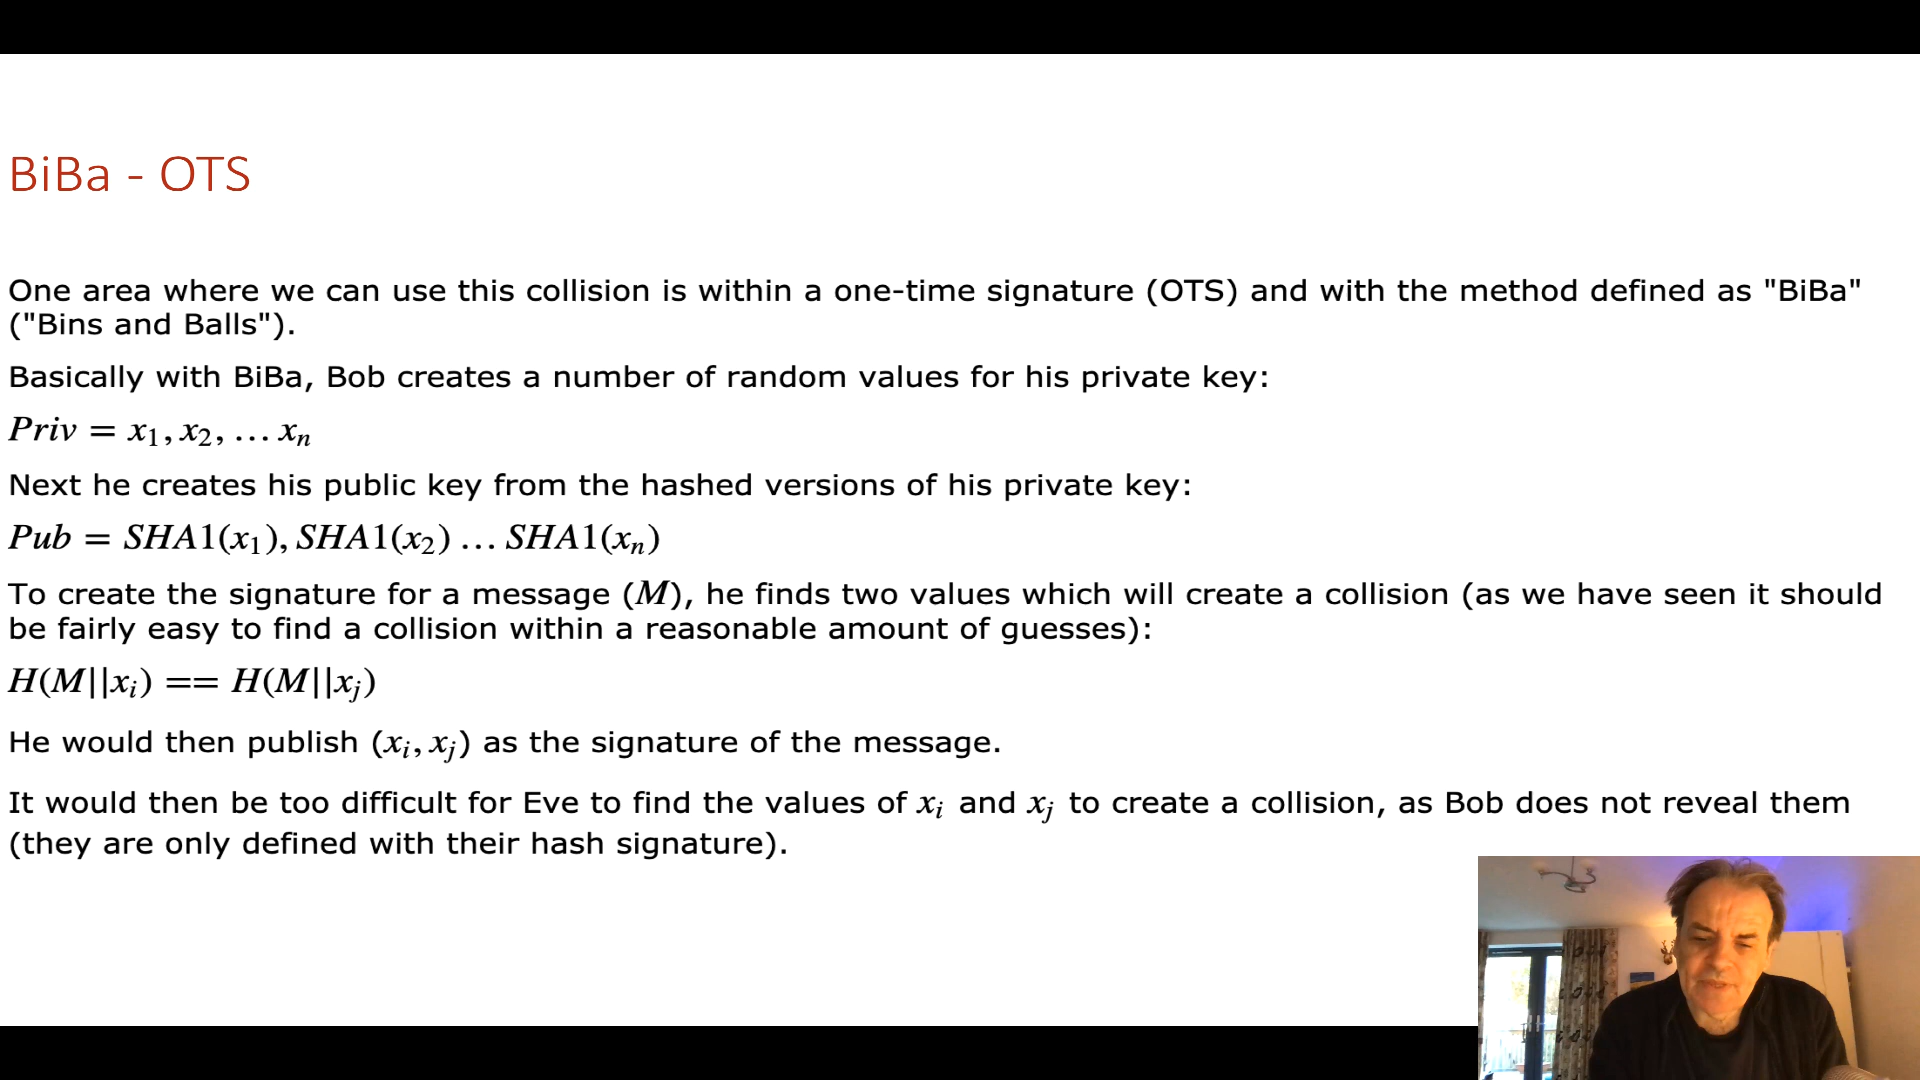 BiBa - OTS
One area where we can use this collision is within a one-time signature (OTS) and with the method defined as "BiBa"
("Bins and Balls").
Basically with BiBa, Bob creates a number of random values for his private key:
Priv = x₁, x₂, … xₙ
Next he creates his public key from the hashed versions of his private key:
Pub = SHA1(x₁), SHA1(x₂) … SHA1(xₙ)
To create the signature for a message (M), he finds two values which will create a collision (as we have seen it should
be fairly easy to find a collision within a reasonable amount of guesses):
H(M||xᵢ) == H(M||xⱼ)
He would then publish (xᵢ, xⱼ) as the signature of the message.
It would then be too difficult for Eve to find the values of xᵢ and xⱼ to create a collision, as Bob does not reveal them
(they are only defined with their hash signature).